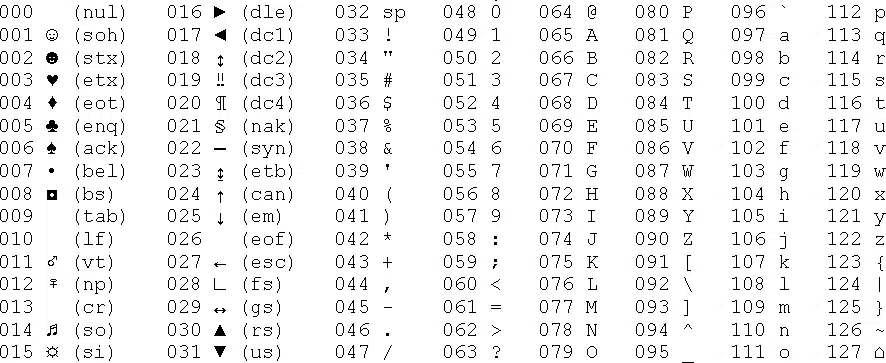 000   (nul) 016 ► (dle) 032 sp 048 0 064 @ 080 P 096 ` 112 p
001 ☺ (soh) 017 ◄ (dc1) 033 ! 049 1 065 A 081 Q 097 a 113 q
002 ☻ (stx) 018 ↕ (dc2) 034 " 050 2 066 B 082 R 098 b 114 r
003 ♥ (etx) 019 ‼ (dc3) 035 # 051 3 067 C 083 S 099 c 115 s
004 ♦ (eot) 020 ¶ (dc4) 036 $ 052 4 068 D 084 T 100 d 116 t
005 ♣ (enq) 021 § (nak) 037 % 053 5 069 E 085 U 101 e 117 u
006 ♠ (ack) 022 ▬ (syn) 038 & 054 6 070 F 086 V 102 f 118 v
007 • (bel) 023 ↨ (etb) 039 ' 055 7 071 G 087 W 103 g 119 w
008 ◘ (bs) 024 ↑ (can) 040 ( 056 8 072 H 088 X 104 h 120 x
009   (tab) 025 ↓ (em) 041 ) 057 9 073 I 089 Y 105 i 121 y
010   (lf) 026   (eof) 042 * 058 : 074 J 090 Z 106 j 122 z
011 ♂ (vt) 027 ← (esc) 043 + 059 ; 075 K 091 [ 107 k 123 {
012 ♀ (np) 028 ∟ (fs) 044 , 060 < 076 L 092 \ 108 l 124 |
013   (cr) 029 ↔ (gs) 045 - 061 = 077 M 093 ] 109 m 125 }
014 ♫ (so) 030 ▲ (rs) 046 . 062 > 078 N 094 ^ 110 n 126 ~
015 ☼ (si) 031 ▼ (us) 047 / 063 ? 079 O 095 _ 111 o 127 ⌂